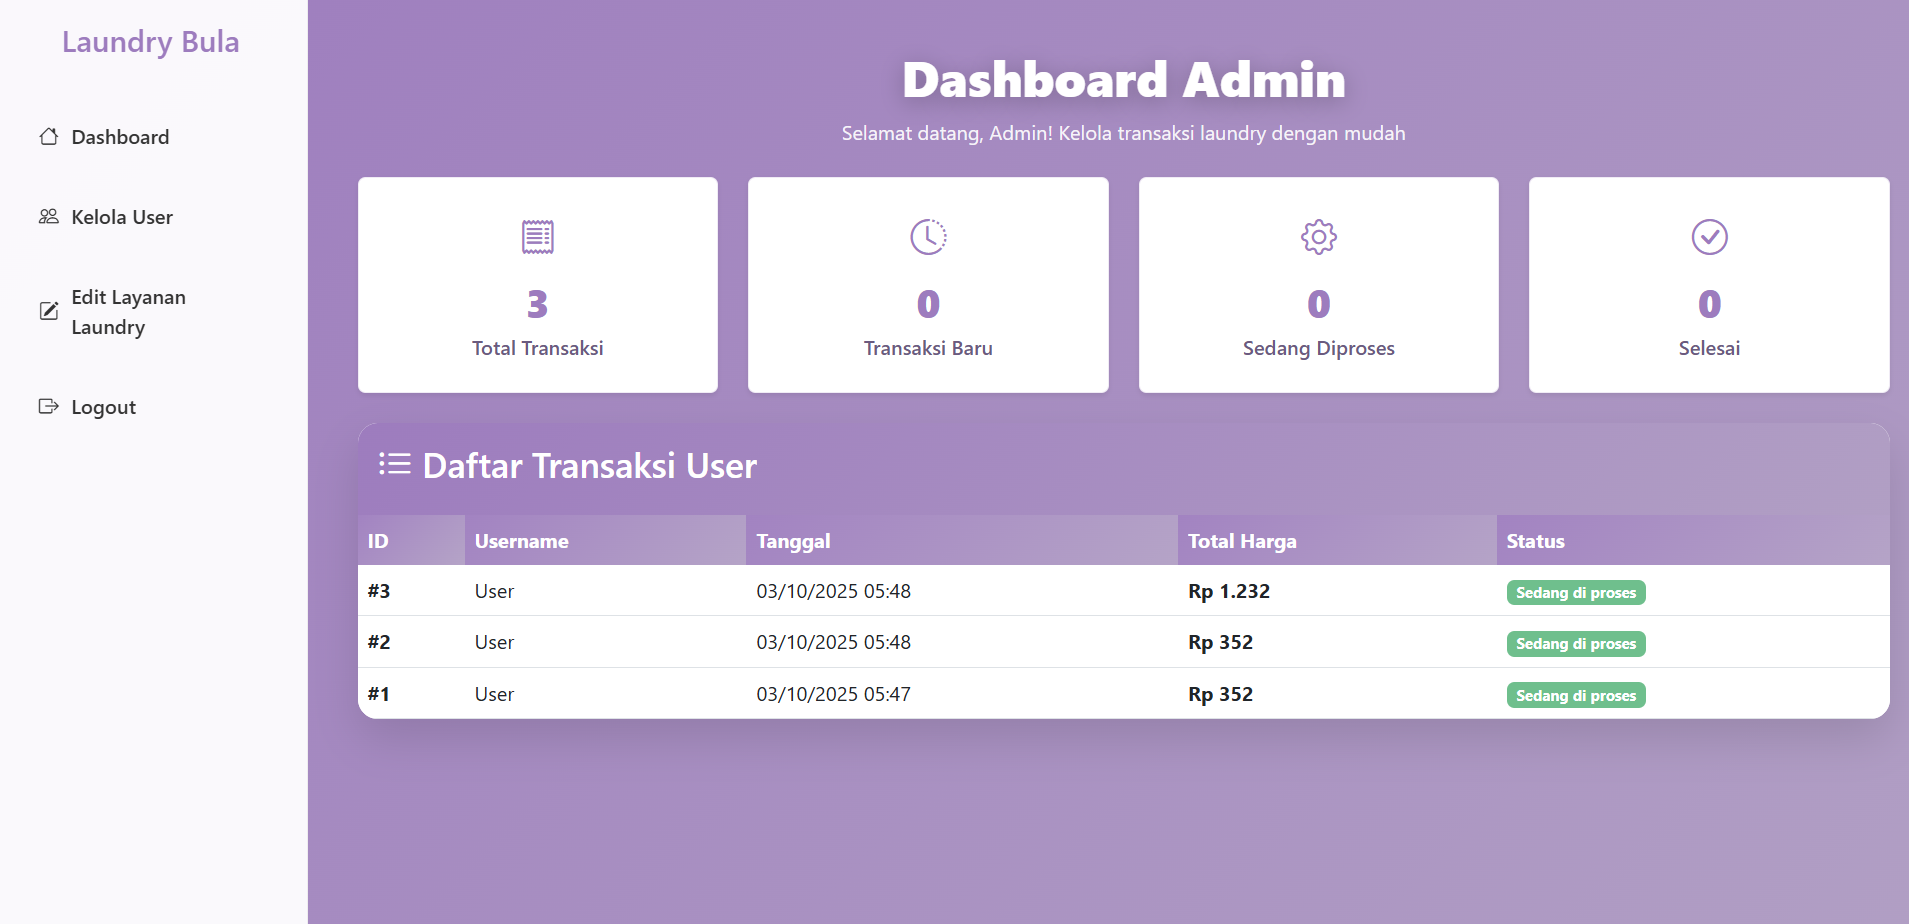 Laundry Bula
Dashboard
Kelola User
Edit Layanan
Laundry
Logout
Dashboard Admin
Selamat datang, Admin! Kelola transaksi laundry dengan mudah
3
Total Transaksi
0
Transaksi Baru
0
Sedang Diproses
0
Selesai
Daftar Transaksi User
ID Username Tanggal Total Harga Status
#3 User 03/10/2025 05:48 Rp 1.232 Sedang di proses
#2 User 03/10/2025 05:48 Rp 352 Sedang di proses
#1 User 03/10/2025 05:47 Rp 352 Sedang di proses